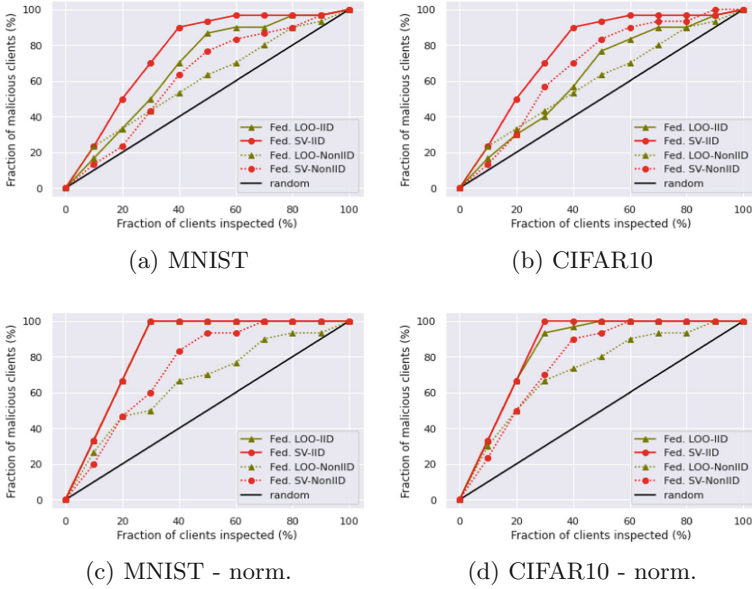 Fraction of malicious clients (%)
100
80
60
40
20
0
Fed. LOO-IID
Fed. SV-IID
Fed. LOO-NonIID
Fed. SV-NonIID
random
0 20 40 60 80 100
Fraction of clients inspected (%)
(a) MNIST
Fraction of malicious clients (%)
100
80
60
40
20
0
Fed. LOO-IID
Fed. SV-IID
Fed. LOO-NonIID
Fed. SV-NonIID
random
0 20 40 60 80 100
Fraction of clients inspected (%)
(b) CIFAR10
Fraction of malicious clients (%)
100
80
60
40
20
0
Fed. LOO-IID
Fed. SV-IID
Fed. LOO-NonIID
Fed. SV-NonIID
random
0 20 40 60 80 100
Fraction of clients inspected (%)
(c) MNIST - norm.
Fraction of malicious clients (%)
100
80
60
40
20
0
Fed. LOO-IID
Fed. SV-IID
Fed. LOO-NonIID
Fed. SV-NonIID
random
0 20 40 60 80 100
Fraction of clients inspected (%)
(d) CIFAR10 - norm.